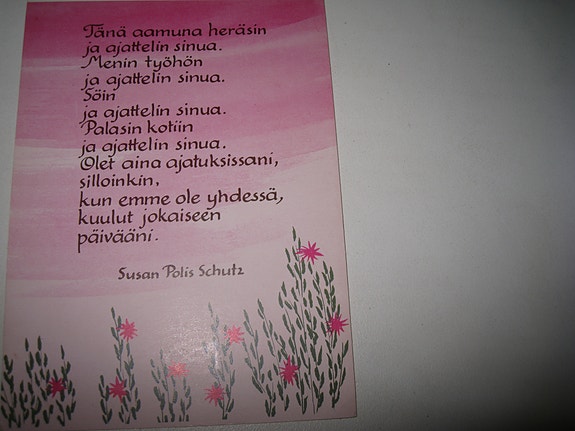 Tänä aamuna heräsin
ja ajattelin sinua.
Menin työhön
ja ajattelin sinua.
Söin
ja ajattelin sinua.
Palasin kotiin
ja ajattelin sinua.
Olet aina ajatuksissani,
silloinkin,
kun emme ole yhdessä,
kuulut jokaiseen
päivääni.
Susan Polis Schutz